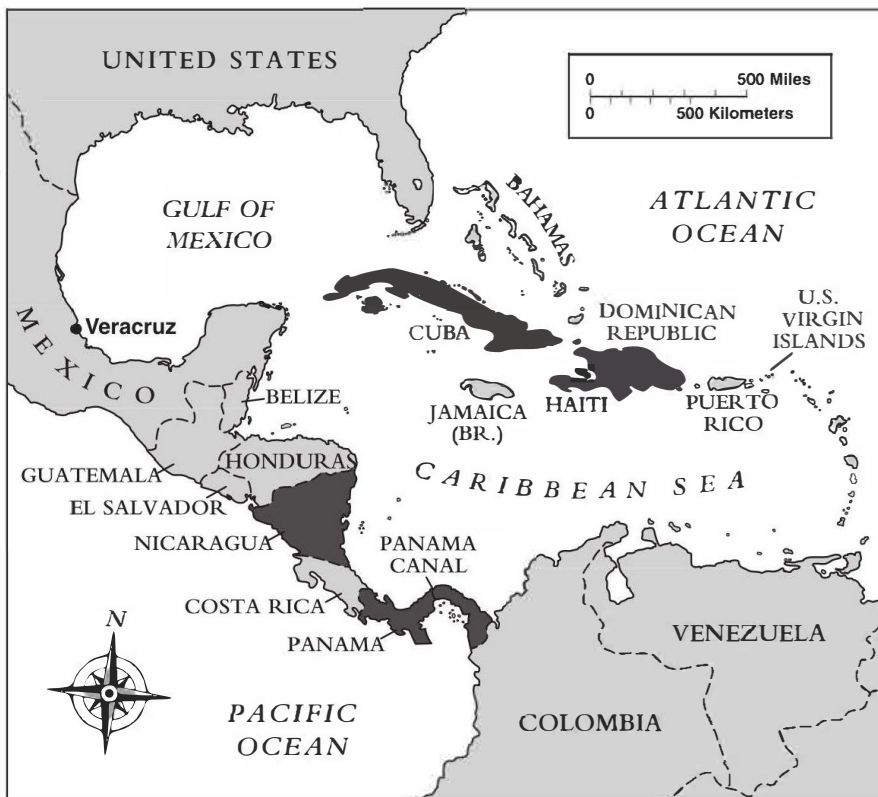 UNITED STATES
0 500 Miles
0 500 Kilometers
GULF OF
MEXICO
BAHAMAS
ATLANTIC
OCEAN
Veracruz
MEXICO
CUBA
DOMINICAN
REPUBLIC
U.S.
VIRGIN
ISLANDS
BELIZE
JAMAICA
(BR.)
HAITI
PUERTO
RICO
GUATEMALA
HONDURAS
CARIBBEAN SEA
EL SALVADOR
NICARAGUA
PANAMA
CANAL
COSTA RICA
PANAMA
N
VENEZUELA
PACIFIC
OCEAN
COLOMBIA